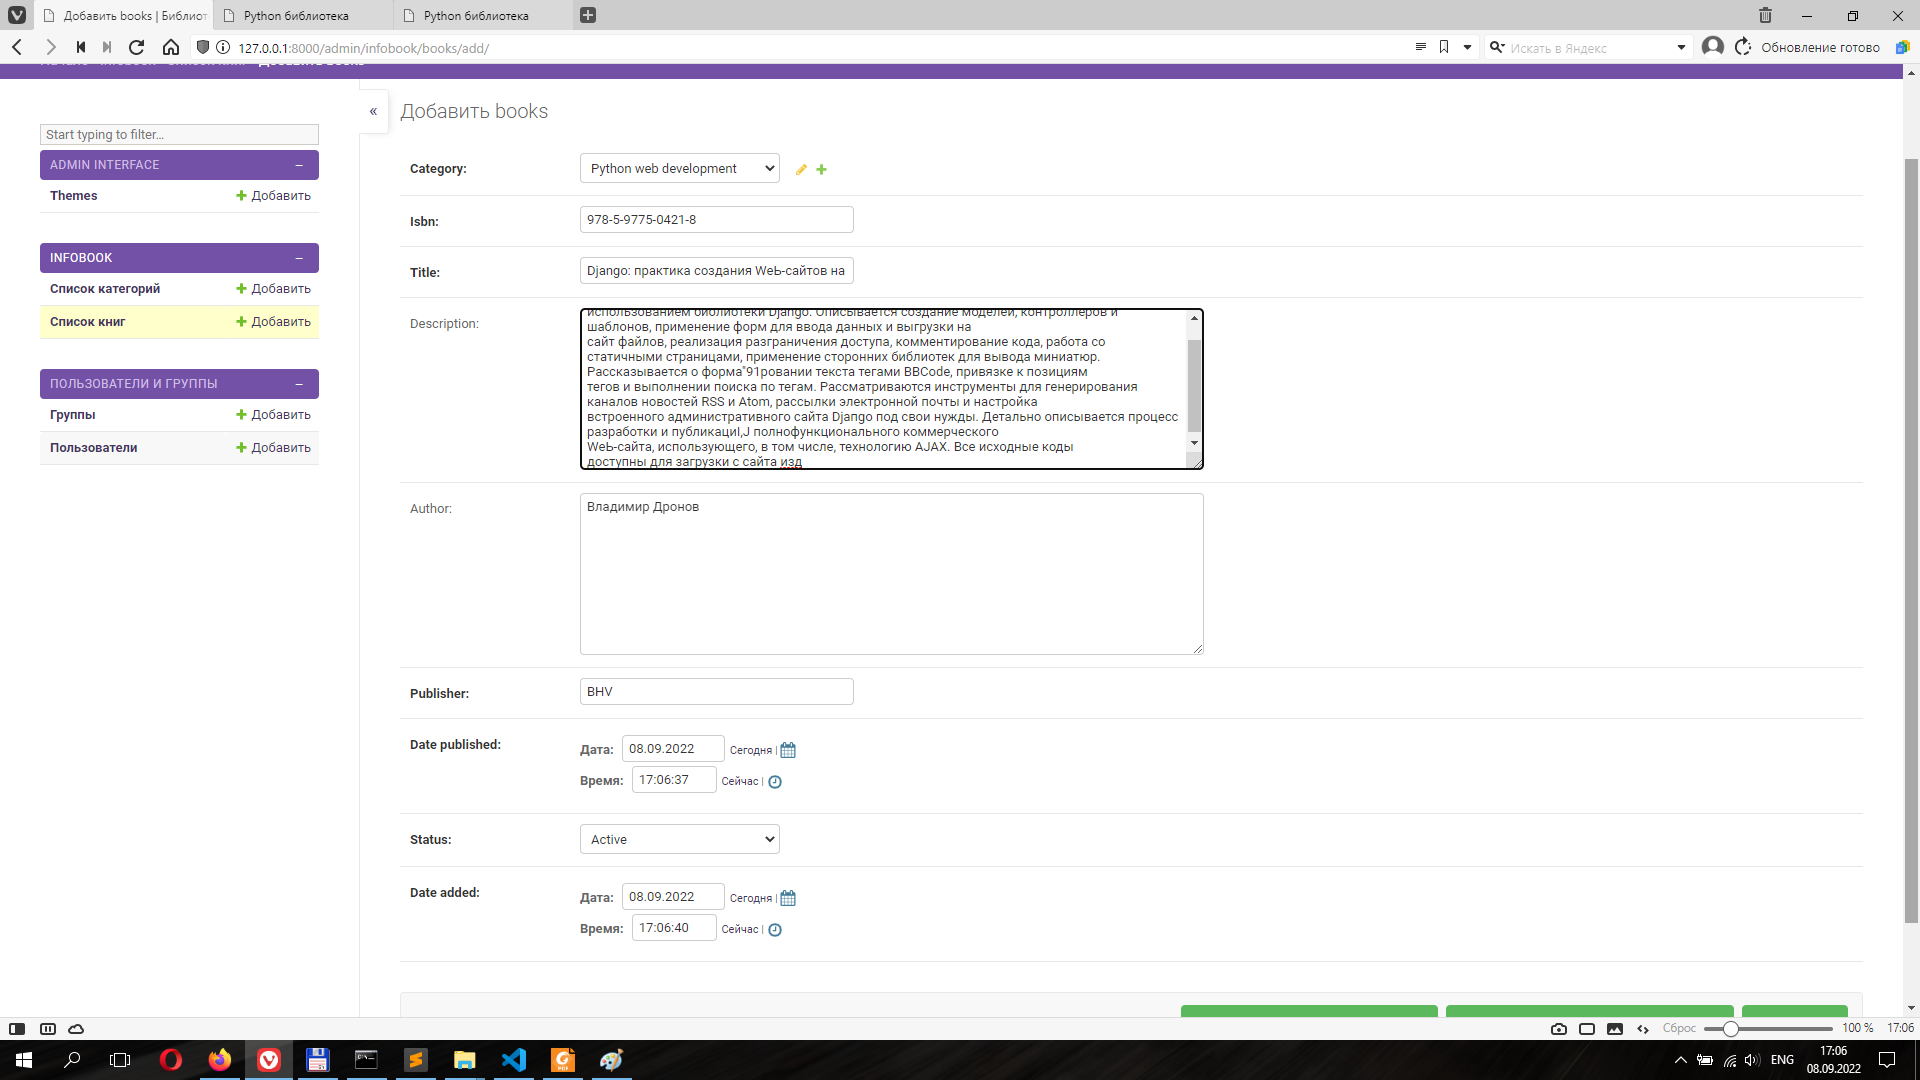 Добавить books | Библиот
Python библиотека
Python библиотека
127.0.0.1:8000/admin/infobook/books/add/
Искать в Яндекс
Обновление готово
«
Добавить books
Start typing to filter...
ADMIN INTERFACE
Themes
Добавить
INFOBOOK
Список категорий
Добавить
Список книг
Добавить
ПОЛЬЗОВАТЕЛИ И ГРУППЫ
Группы
Добавить
Пользователи
Добавить
Category:
Python web development
Isbn:
978-5-9775-0421-8
Title:
Django: практика создания Web-сайтов на
Description:
использованием библиотеки Django. Описывается создание моделей, контроллеров и
шаблонов, применение форм для ввода данных и выгрузки на
сайт файлов, реализация разграничения доступа, комментирование кода, работа со
статичными страницами, применение сторонних библиотек для вывода миниатюр.
Рассказывается о форма"91ровании текста тегами BBCode, привязке к позициям
тегов и выполнении поиска по тегам. Рассматриваются инструменты для генерирования
каналов новостей RSS и Atom, рассылки электронной почты и настройка
встроенного административного сайта Django под свои нужды. Детально описывается процесс
разработки и публикациl,J полнофункционального коммерческого
WeЬ-сайта, использующего, в том числе, технологию AJAX. Все исходные коды
доступны для загрузки с сайта изд
Author:
Владимир Дронов
Publisher:
BHV
Date published:
Дата: 08.09.2022 Сегодня |
Время: 17:06:37 Сейчас |
Status:
Active
Date added:
Дата: 08.09.2022 Сегодня |
Время: 17:06:40 Сейчас |
Сброс
100 %
17:06
ENG
17:06
08.09.2022